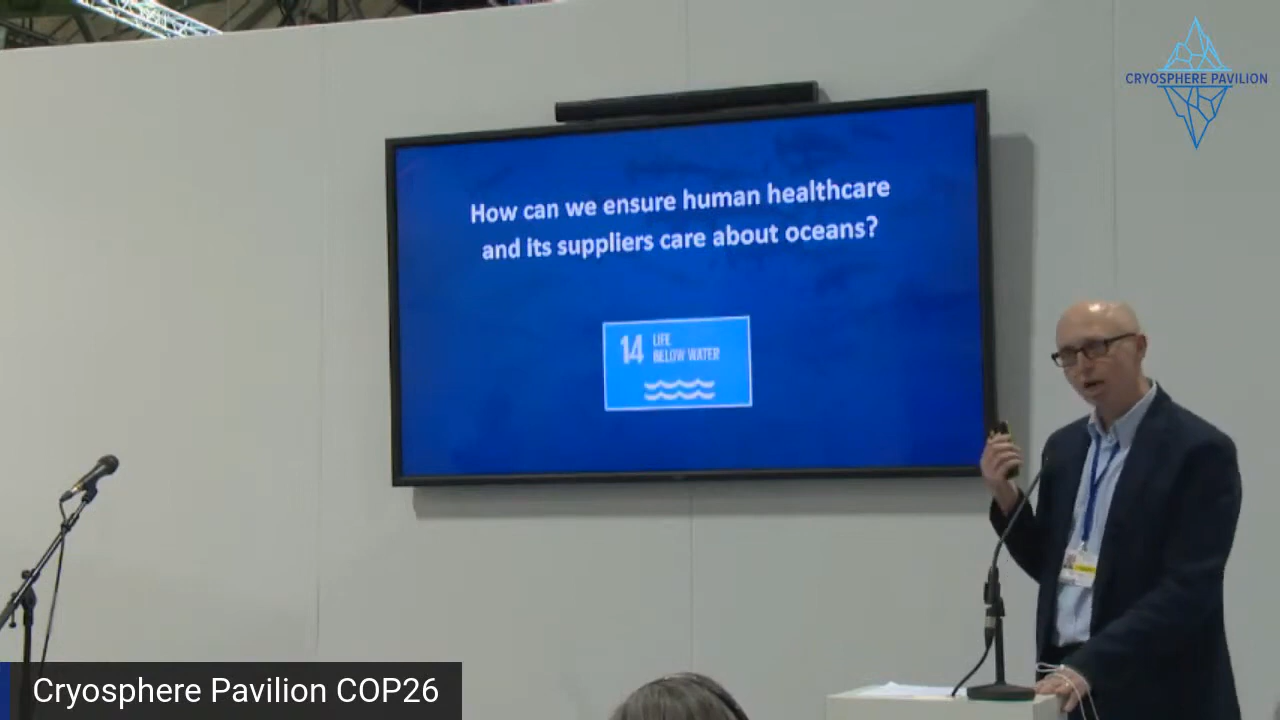 CRYOSPHERE PAVILION
How can we ensure human healthcare
and its suppliers care about oceans?
14 LIFE
BELOW WATER
Cryosphere Pavilion COP26